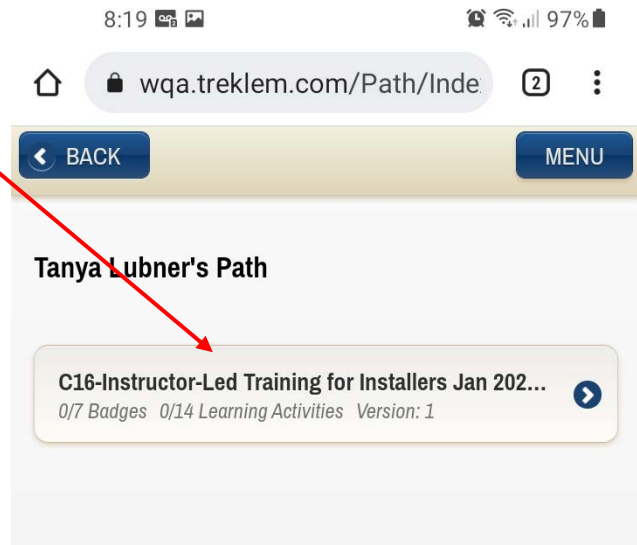 8:19 97%
wqa.treklem.com/Path/Inde 2
BACK MENU
Tanya Lubner's Path
C16-Instructor-Led Training for Installers Jan 202...
0/7 Badges 0/14 Learning Activities Version: 1